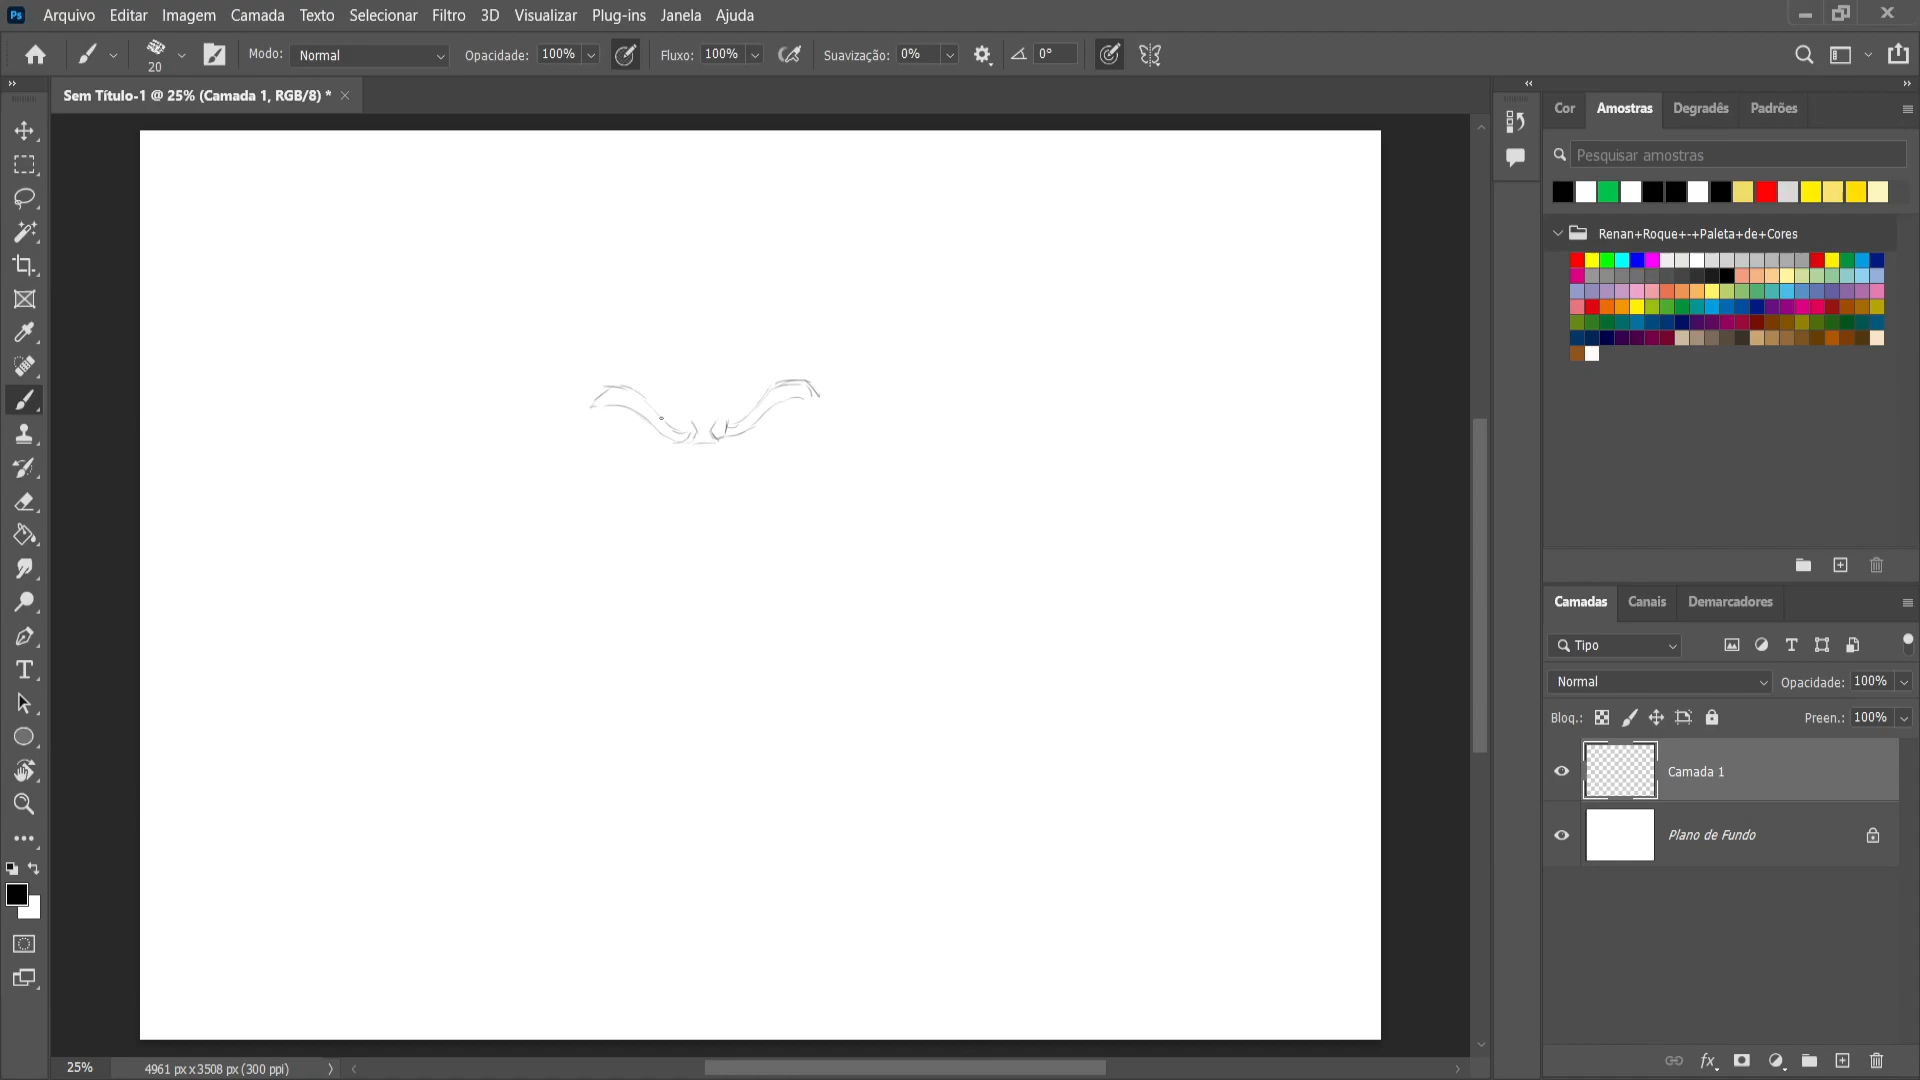 Ps Arquivo Editar Imagem Camada Texto Selecionar Filtro 3D Visualizar Plug-ins Janela Ajuda
20 Modo: Normal Opacidade: 100% Fluxo: 100% Suavização: 0% 0°
Sem Título-1 @ 25% (Camada 1, RGB/8) *
Cor Amostras Degradês Padrões
Pesquisar amostras
Renan+Roque+-+Paleta+de+Cores
Camadas Canais Demarcadores
Tipo
Normal Opacidade: 100%
Bloq.: Preen.: 100%
Camada 1
Plano de Fundo
fx
25% 4961 px x 3508 px (300 ppi)